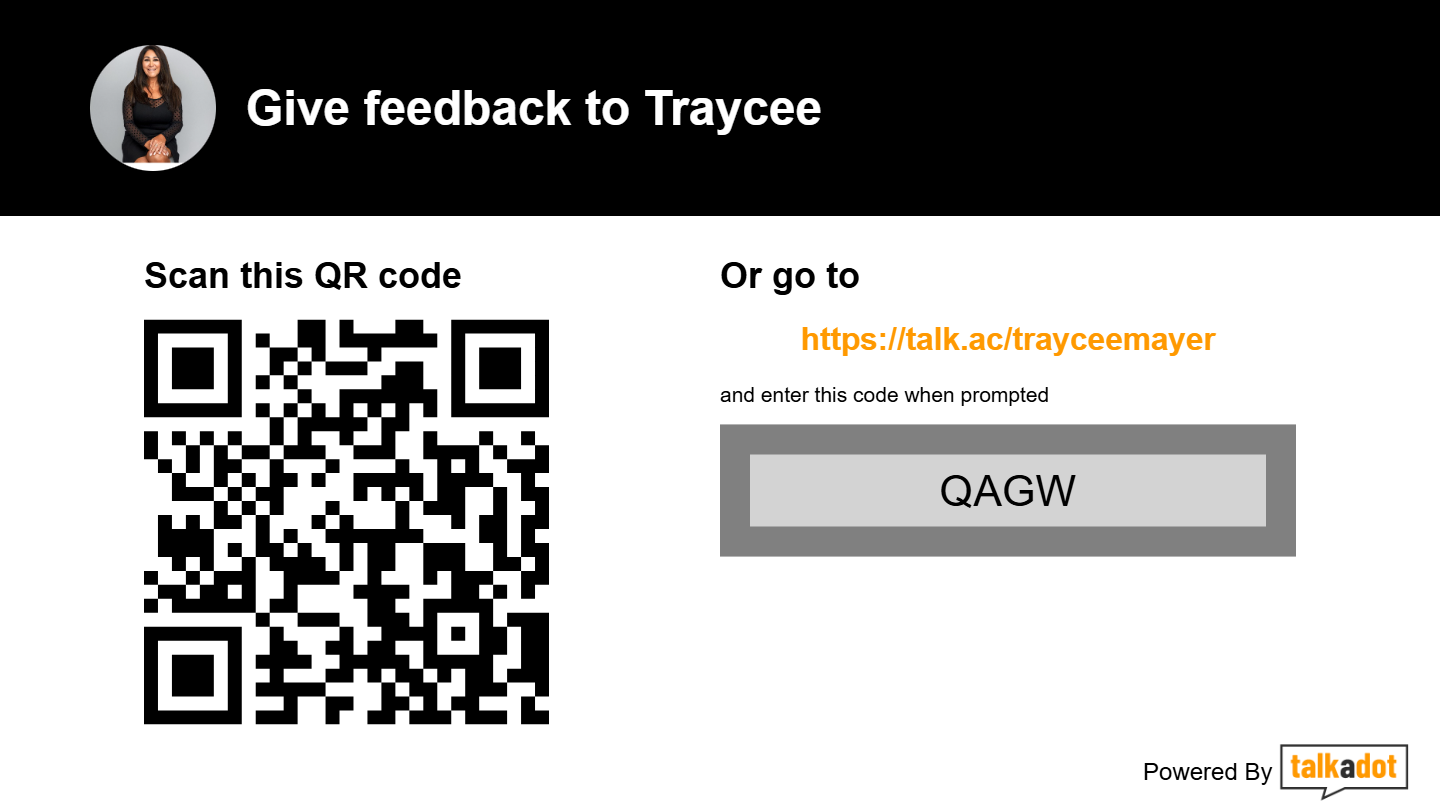 Give feedback to Traycee
Scan this QR code
Or go to
https://talk.ac/trayceemayer
and enter this code when prompted
QAGW
Powered By talkadot